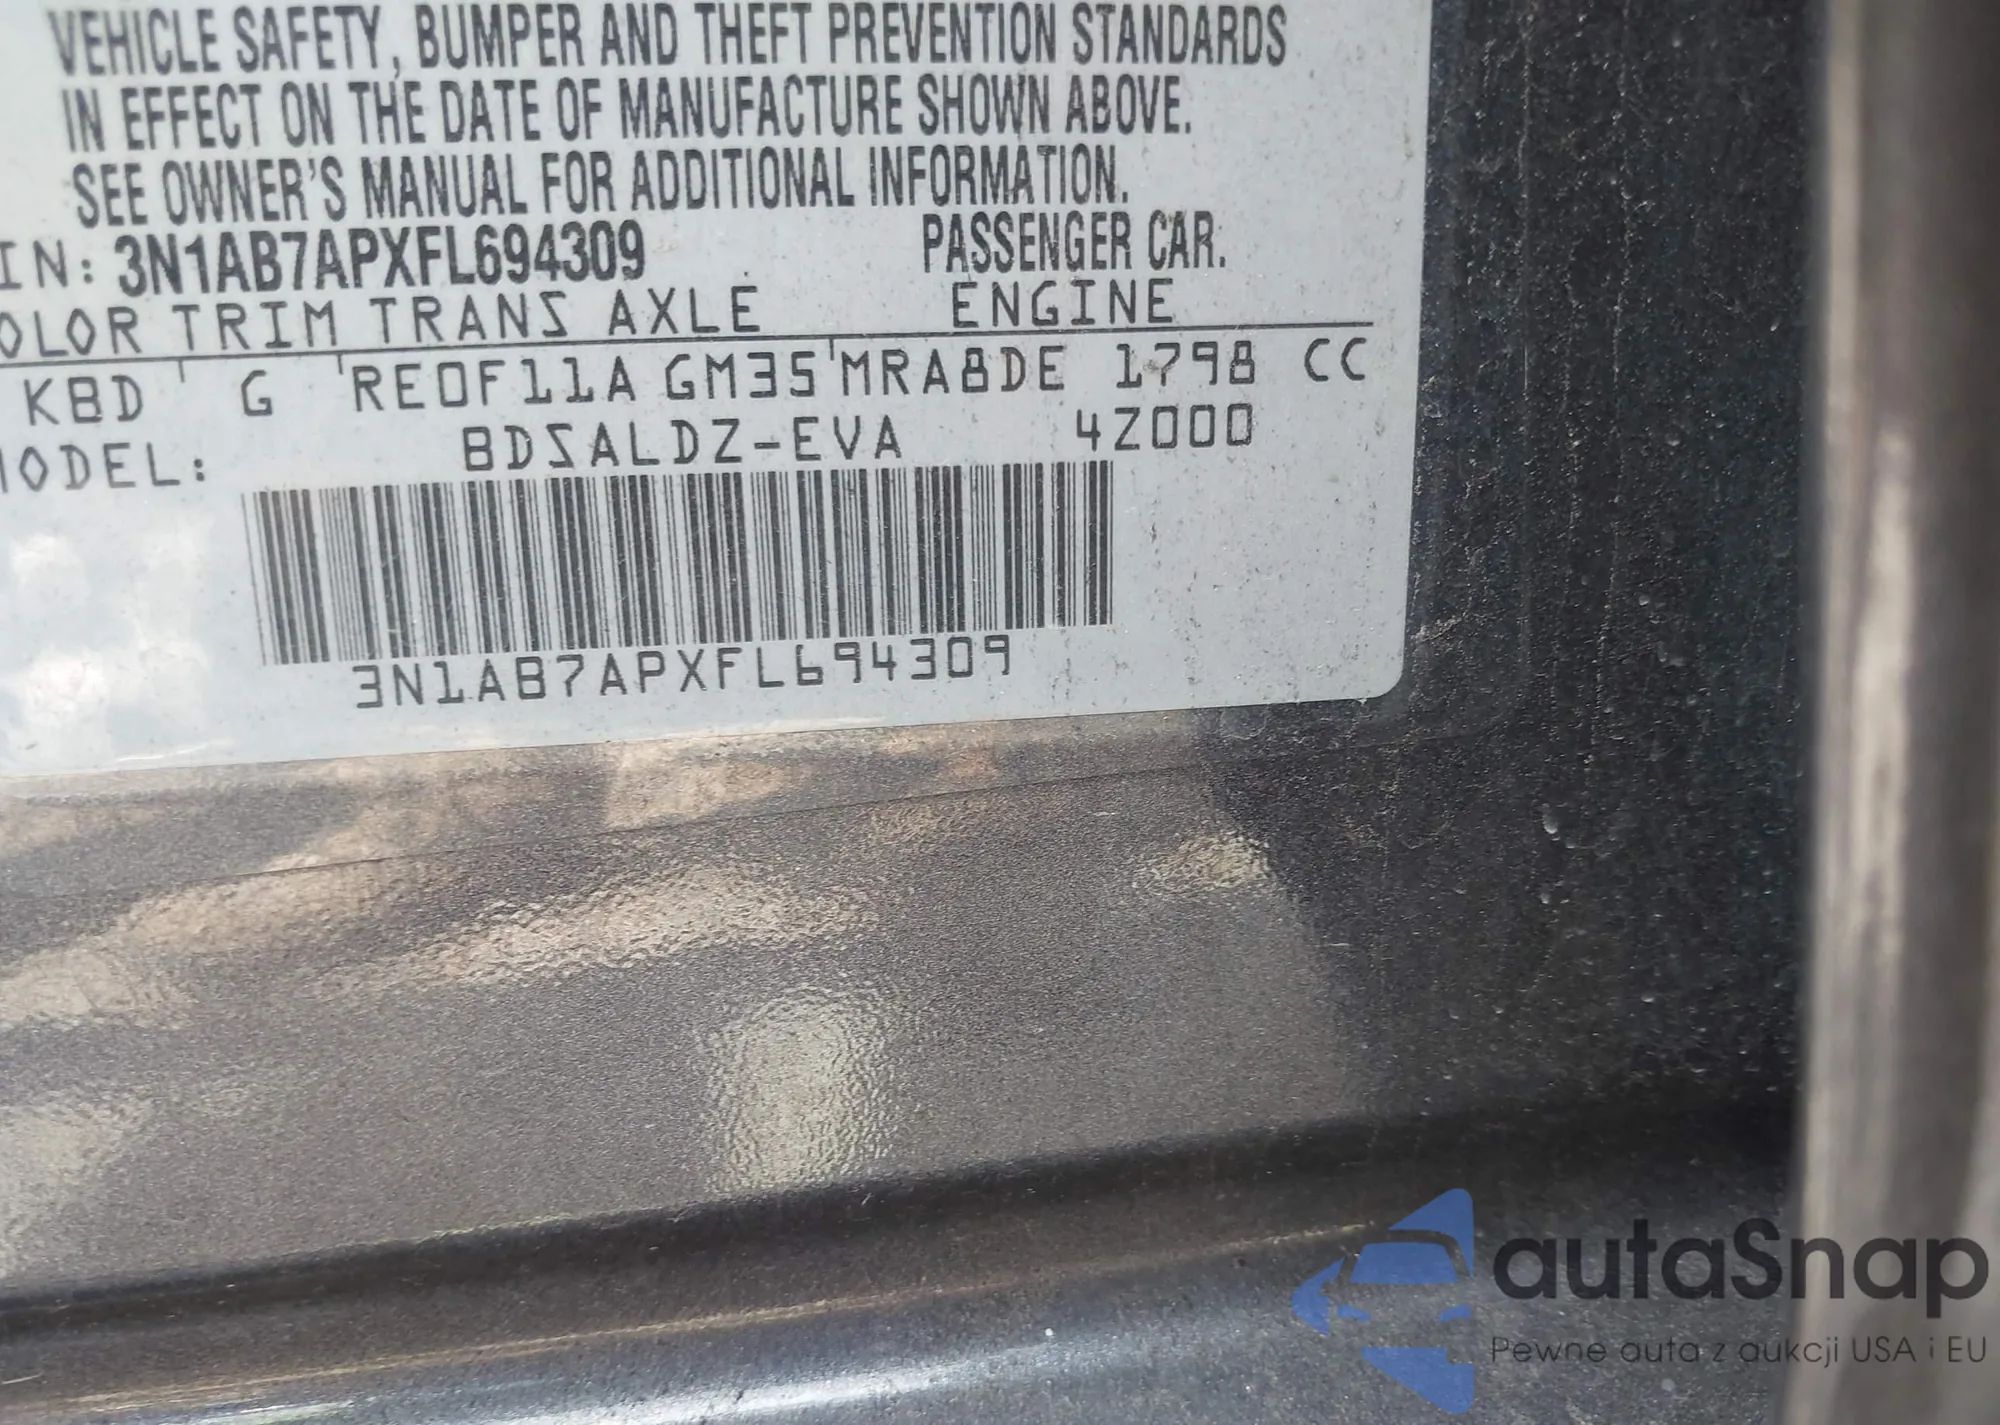 VEHICLE SAFETY, BUMPER AND THEFT PREVENTION STANDARDS
IN EFFECT ON THE DATE OF MANUFACTURE SHOWN ABOVE.
SEE OWNER'S MANUAL FOR ADDITIONAL INFORMATION.
IN: 3N1AB7APXFL694309 PASSENGER CAR.
OLOR TRIM TRANS AXLE ENGINE
KBD G RE0F11A GM35 MRA8DE 1798 CC
MODEL: BDSALDZ-EVA 4Z000
3N1AB7APXFL694309
autaSnap
Pewne auta z aukcji USA i EU